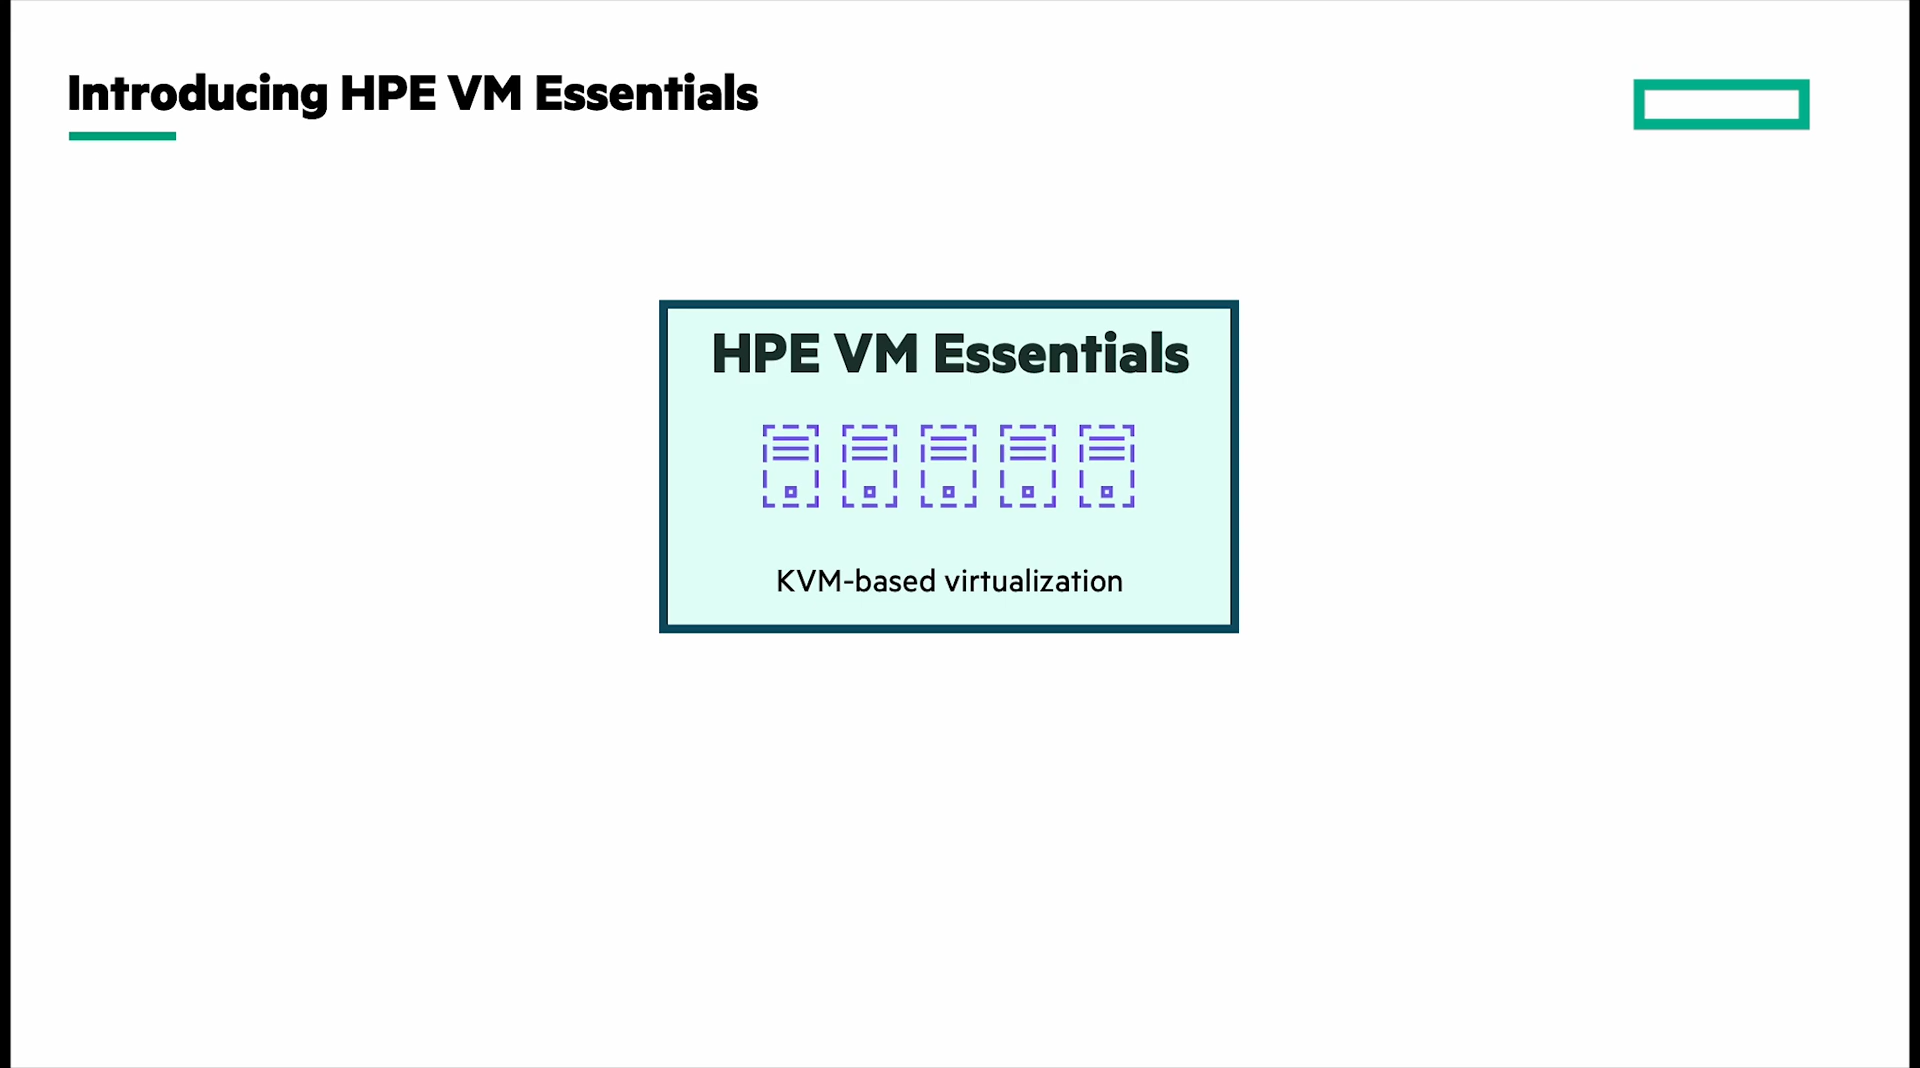 Introducing HPE VM Essentials
HPE VM Essentials
KVM-based virtualization